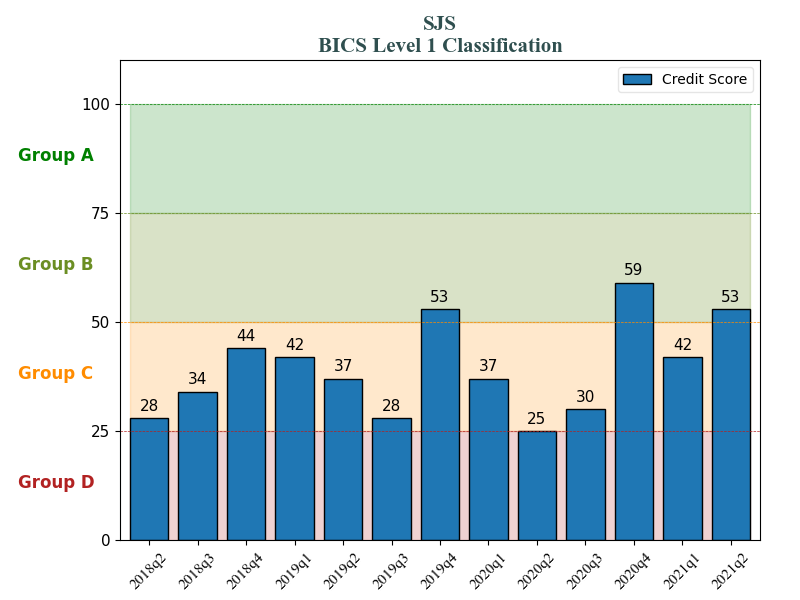 SJS
BICS Level 1 Classification
Credit Score
100
Group A
75
Group B
59
53
53
50
44
42
42
Group C
37
37
34
30
28
28
25
25
Group D
0
2018q2
2018q3
2018q4
2019q1
2019q2
2019q3
2019q4
2020q1
2020q2
2020q3
2020q4
2021q1
2021q2